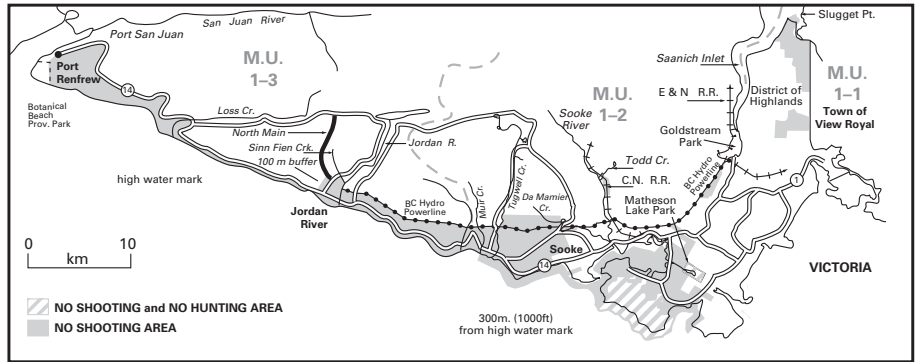 Slugget Pt.
San Juan River
Port San Juan
M.U.
1–3
Saanich Inlet
M.U.
1–2
M.U.
1–1
Port
Renfrew
14
E & N R.R.
District of
Highlands
Town of
View Royal
Sooke
River
Botanical
Beach
Prov. Park
Loss Cr.
North Main
Sinn Fien Crk.
100 m buffer
Jordan R.
Goldstream
Park
Todd Cr.
C.N. R.R.
BC Hydro
Powerline
1
high water mark
Muir Cr.
Tugwell Cr.
Da Mamier
Cr.
Matheson
Lake Park
Jordan
River
BC Hydro
Powerline
Sooke
14
VICTORIA
0 10
km
NO SHOOTING and NO HUNTING AREA
NO SHOOTING AREA
300m. (1000ft)
from high water mark